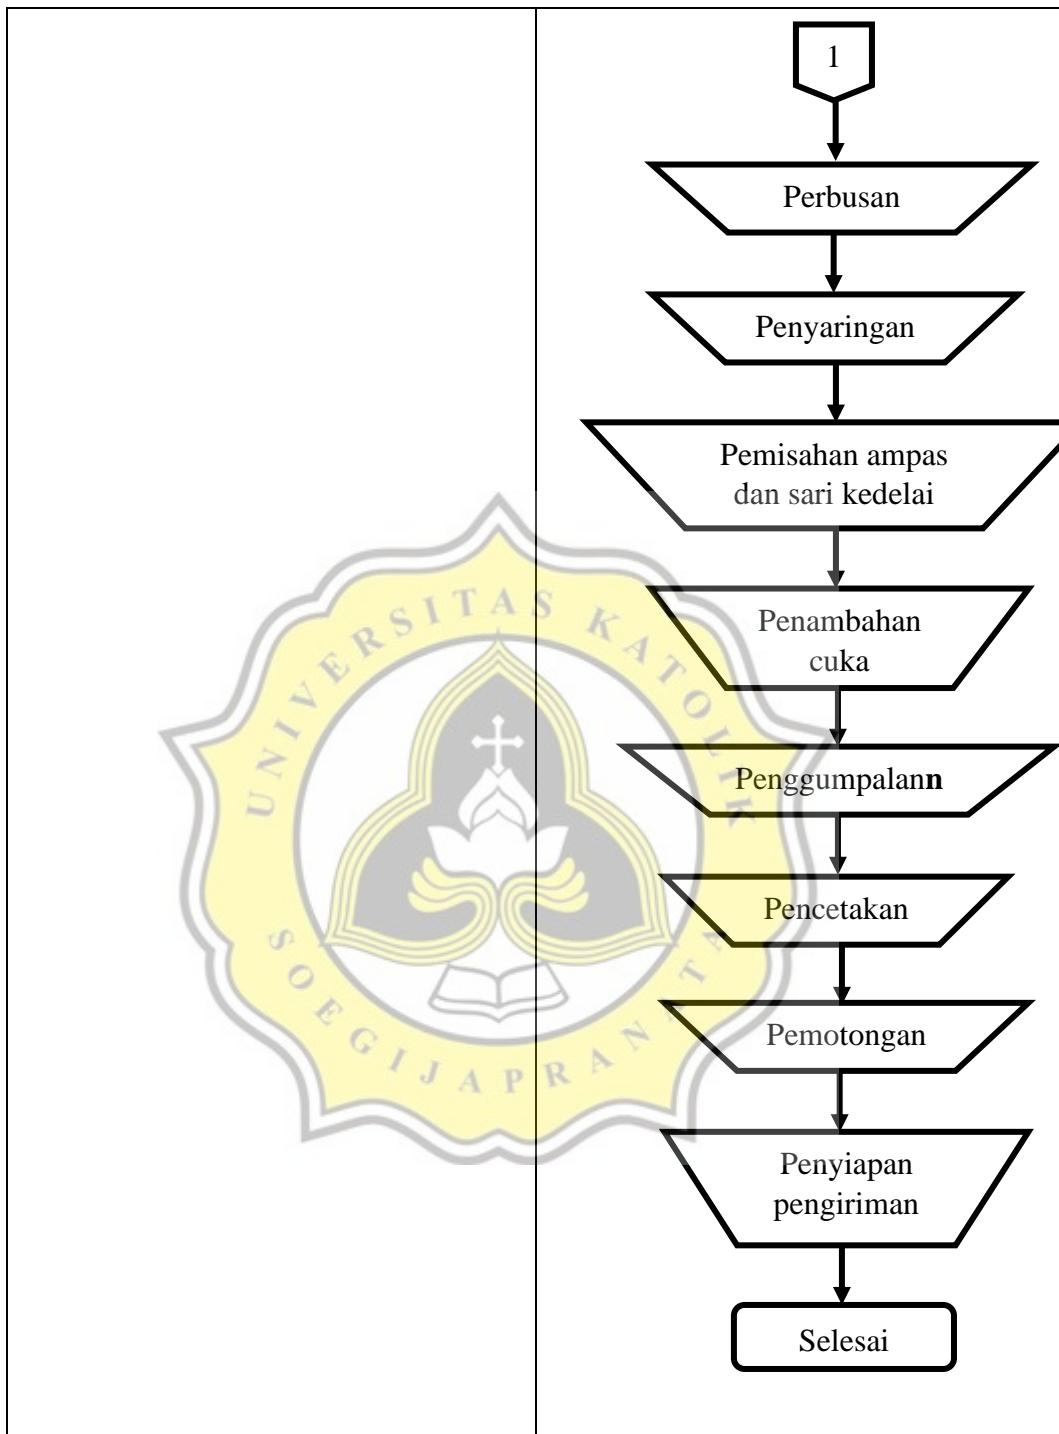 1
Perbusan
Penyaringan
Pemisahan ampas
dan sari kedelai
Penambahan
cuka
Penggumpalann
Pencetakan
Pemotongan
Penyiapan
pengiriman
Selesai
UNIVERSITAS KATOLIK
SOEGIJAPRANATA